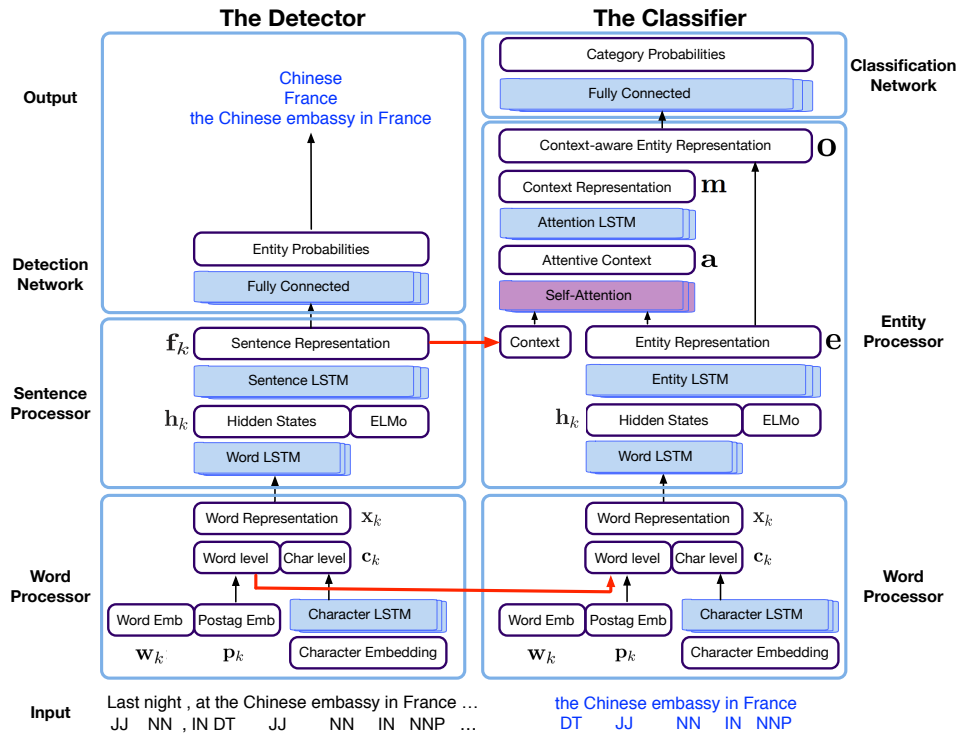 The Detector
Output
Chinese
France
the Chinese embassy in France
Detection
Network
Entity Probabilities
Fully Connected
Sentence
Processor
f_k
Sentence Representation
Sentence LSTM
h_k
Hidden States
ELMo
Word LSTM
Word
Processor
Word Representation
x_k
Word level
Char level
c_k
Word Emb
Postag Emb
Character LSTM
w_k
p_k
Character Embedding
Input
Last night , at the Chinese embassy in France ...
JJ NN , IN DT JJ NN IN NNP ...
The Classifier
Category Probabilities
Fully Connected
Classification
Network
Context-aware Entity Representation
O
Context Representation
m
Attention LSTM
Attentive Context
a
Self-Attention
Context
Entity Representation
e
Entity
Processor
Entity LSTM
h_k
Hidden States
ELMo
Word LSTM
Word Representation
x_k
Word level
Char level
c_k
Word Emb
Postag Emb
Character LSTM
w_k
p_k
Character Embedding
Word
Processor
the Chinese embassy in France
DT JJ NN IN NNP